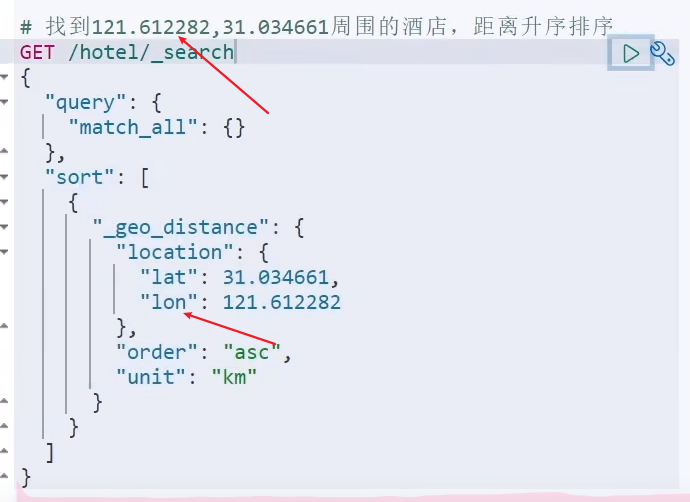 # 找到121.612282,31.034661周围的酒店，距离升序排序
GET /hotel/_search
{
  "query": {
    "match_all": {}
  },
  "sort": [
    {
      "_geo_distance": {
        "location": {
          "lat": 31.034661,
          "lon": 121.612282
        },
        "order": "asc",
        "unit": "km"
      }
    }
  ]
}